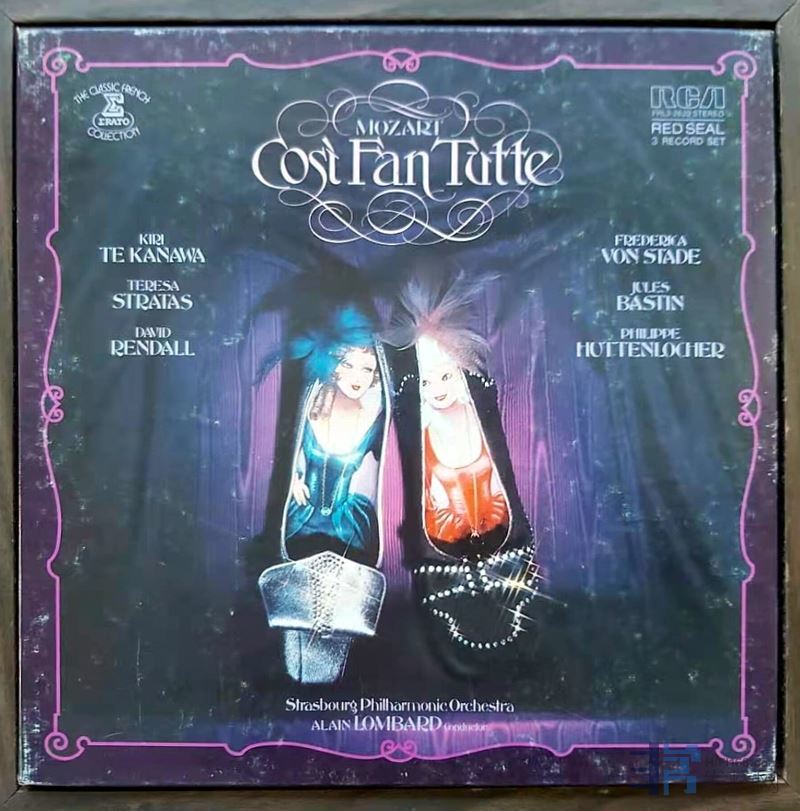 THE CLASSIC FRENCH
ERATO
COLLECTION
RCA
STEREO
RED SEAL
3 RECORD SET
MOZART
Così Fan Tutte
KIRI
TE KANAWA
TERESA
STRATAS
DAVID
RENDALL
FREDERICA
VON STADE
JULES
BASTIN
PHILIPPE
HUTTENLOCHER
Strasbourg Philharmonic Orchestra
ALAIN LOMBARD Conductor